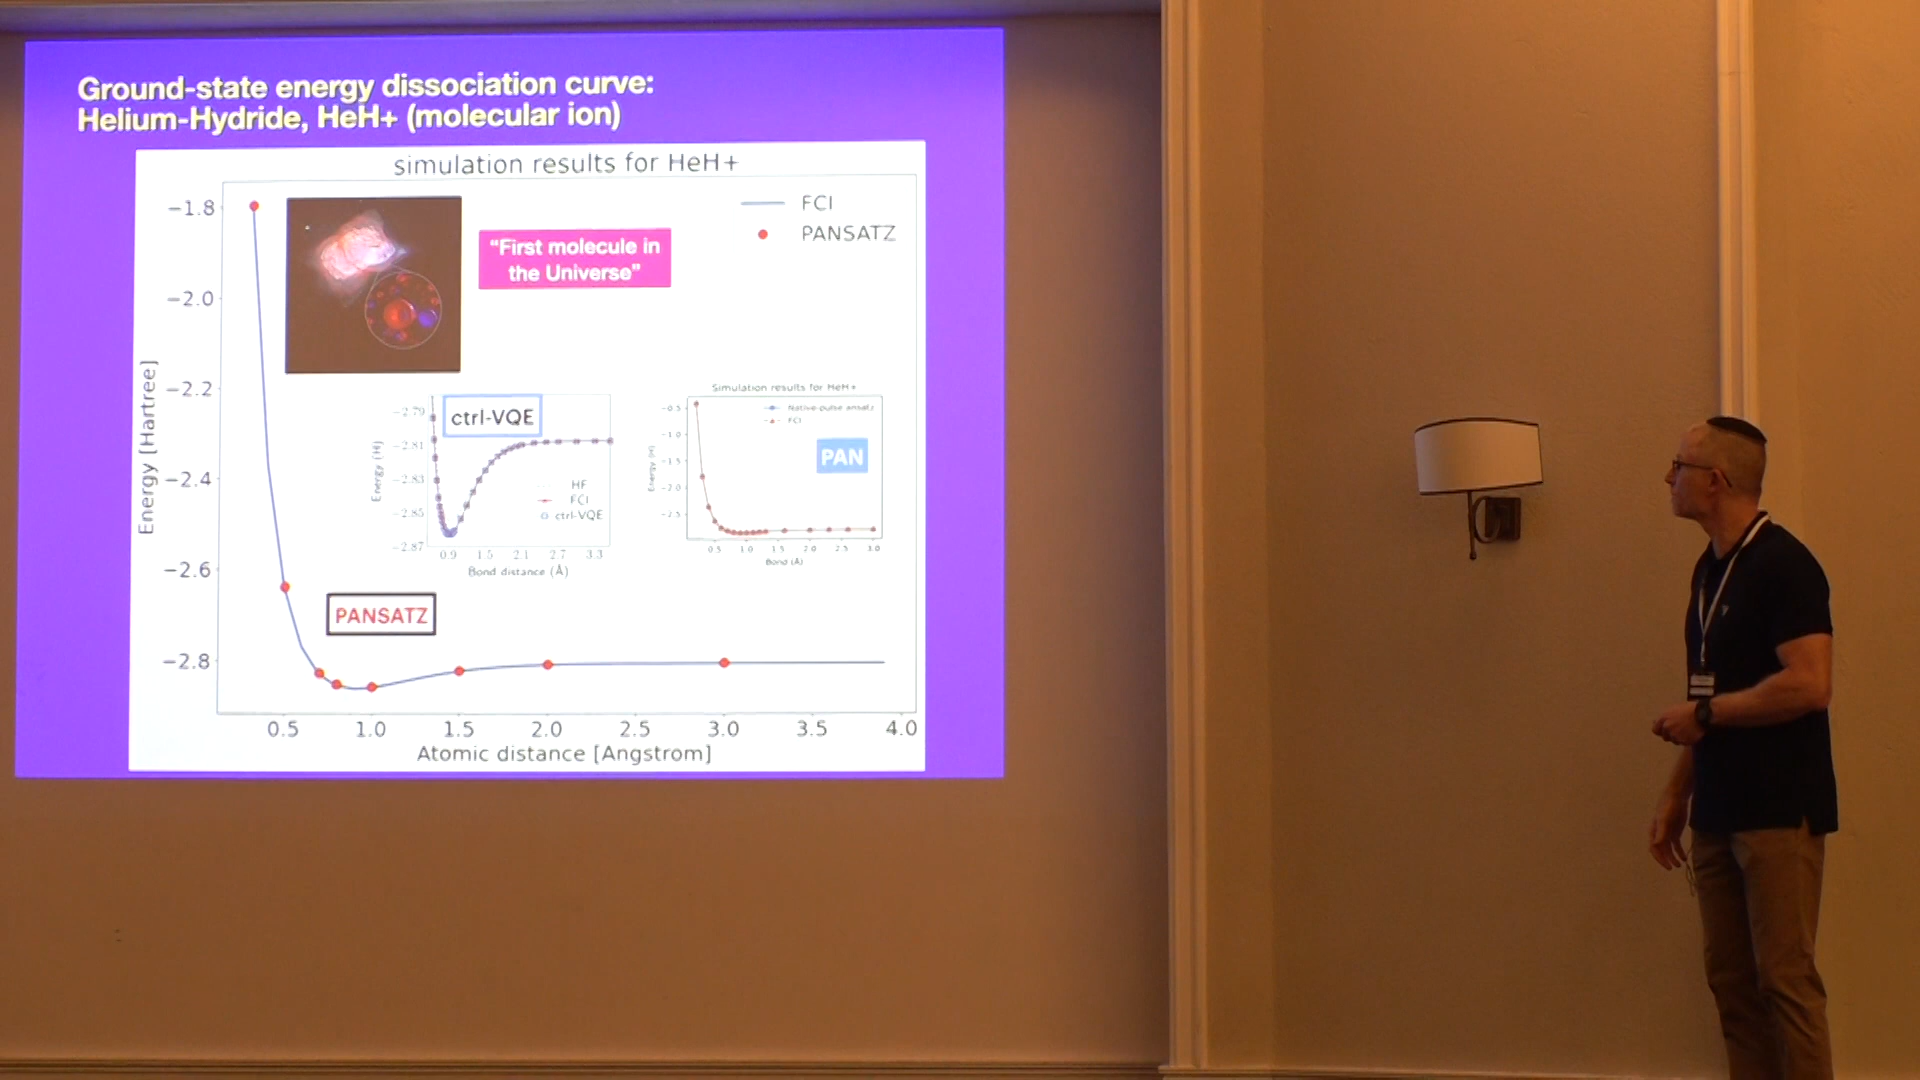 Ground-state energy dissociation curve:
Helium-Hydride, HeH+ (molecular ion)
simulation results for HeH+
FCI
PANSATZ
"First molecule in
the Universe"
−1.8
−2.0
−2.2
−2.4
−2.6
−2.8
Energy [Hartree]
ctrl-VQE
−2.79
−2.81
−2.83
−2.85
−2.87
Energy (H)
HF
FCI
ctrl-VQE
0.9 1.5 2.1 2.7 3.3
Bond distance (Å)
Simulation results for HeH+
Native-pulse ansatz
FCI
PAN
−0.5
−1.0
−1.5
−2.0
−2.5
Energy (H)
0.5 1.0 1.5 2.0 2.5 3.0
Bond (Å)
PANSATZ
0.5 1.0 1.5 2.0 2.5 3.0 3.5 4.0
Atomic distance [Angstrom]